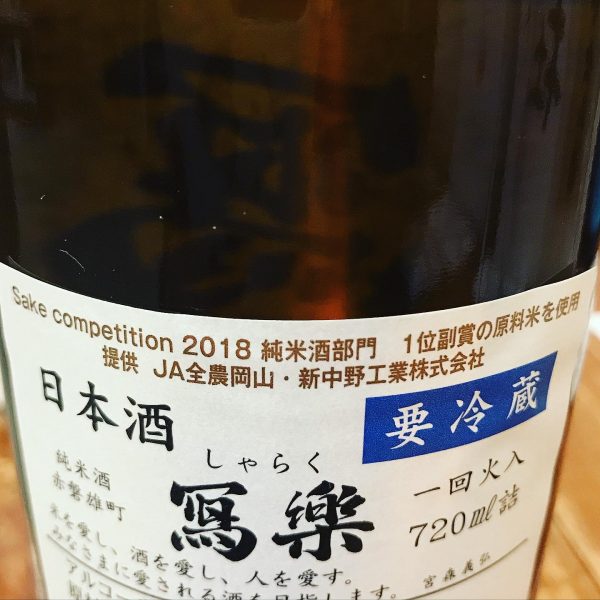 Sake competition 2018 純米酒部門　1位副賞の原料米を使用
提供　JA全農岡山・新中野工業株式会社
日本酒
要冷蔵
純米酒
赤磐雄町
しゃらく
寫樂
一回火入
720ml詰
米を愛し、酒を愛し、人を愛す。
みなさまに愛される酒を目指します。
宮森義弘
アルコー